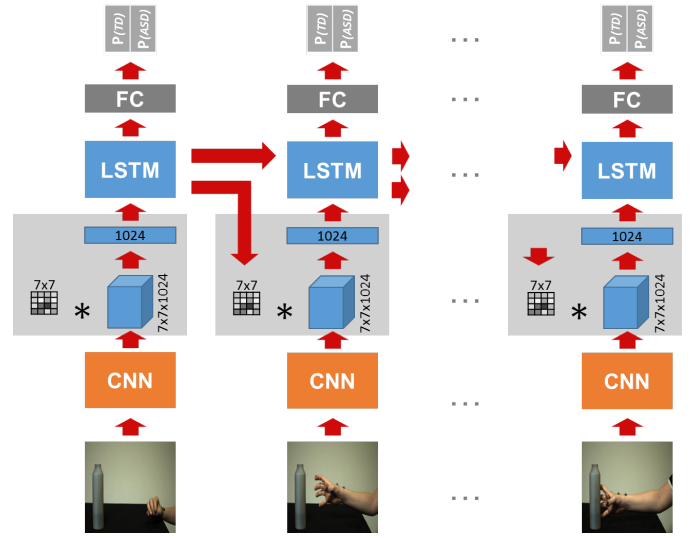 P(TD)
P(ASD)
P(TD)
P(ASD)
...
P(TD)
P(ASD)
FC
FC
...
FC
LSTM
LSTM
...
LSTM
1024
1024
1024
7x7
*
7x7x1024
7x7
*
7x7x1024
...
7x7
*
7x7x1024
CNN
CNN
...
CNN
...